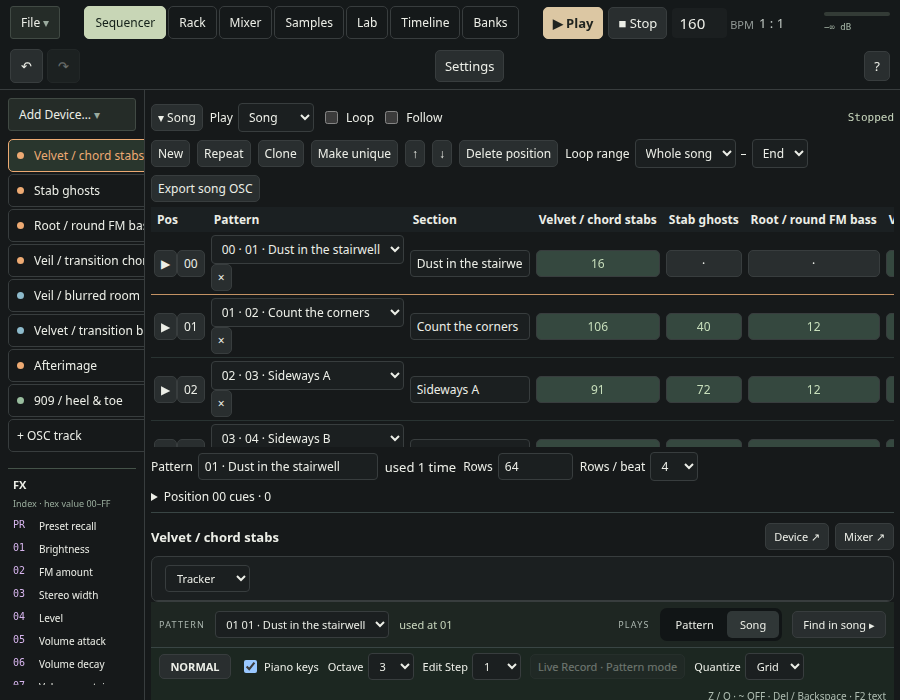 File ▾ Sequencer Rack Mixer Samples Lab Timeline Banks ▶ Play ■ Stop 160 BPM 1 : 1 −∞ dB
↶ ↷ Settings ?
Add Device... ▾
Velvet / chord stabs
Stab ghosts
Root / round FM bas
Veil / transition chor
Veil / blurred room
Velvet / transition b
Afterimage
909 / heel & toe
+ OSC track
FX
Index · hex value 00–FF
PR Preset recall
01 Brightness
02 FM amount
03 Stereo width
04 Level
05 Volume attack
06 Volume decay
▾ Song Play Song Loop Follow Stopped
New Repeat Clone Make unique ↑ ↓ Delete position Loop range Whole song – End
Export song OSC
Pos Pattern Section Velvet / chord stabs Stab ghosts Root / round FM bass V
▶ 00 00 · 01 · Dust in the stairwell × Dust in the stairwe 16 · ·
▶ 01 01 · 02 · Count the corners × Count the corners 106 40 12
▶ 02 02 · 03 · Sideways A × Sideways A 91 72 12
03 · 04 · Sideways B
Pattern 01 · Dust in the stairwell used 1 time Rows 64 Rows / beat 4
▶ Position 00 cues · 0
Velvet / chord stabs Device ↗ Mixer ↗
Tracker
PATTERN 01 01 · Dust in the stairwell used at 01 PLAYS Pattern Song Find in song ▸
NORMAL Piano keys Octave 3 Edit Step 1 Live Record · Pattern mode Quantize Grid
Z / Q · ~ OFF · Del / Backspace · F2 text